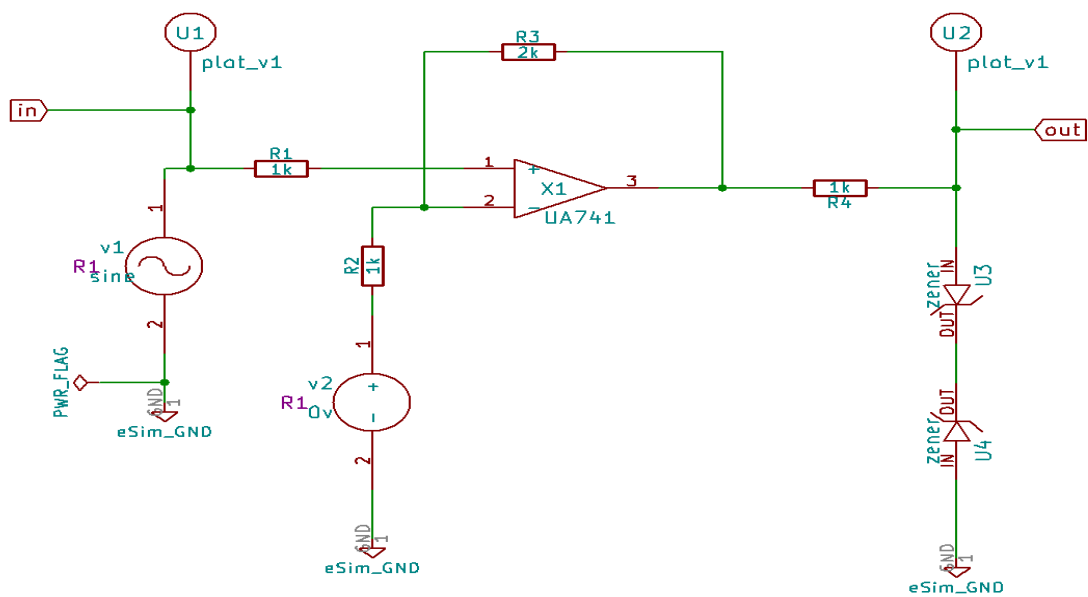 U1
plot_v1
in
R1
1k
R3
2k
U2
plot_v1
out
1
+
X1
3
2
−
UA741
1k
R4
1
v1
R1
sine
2
PWR_FLAG
GND
1
eSim_GND
R2
1k
1
v2
+
R1
0v
−
2
GND
1
eSim_GND
IN
zener
U3
OUT
OUT
zener
U4
IN
GND
1
eSim_GND